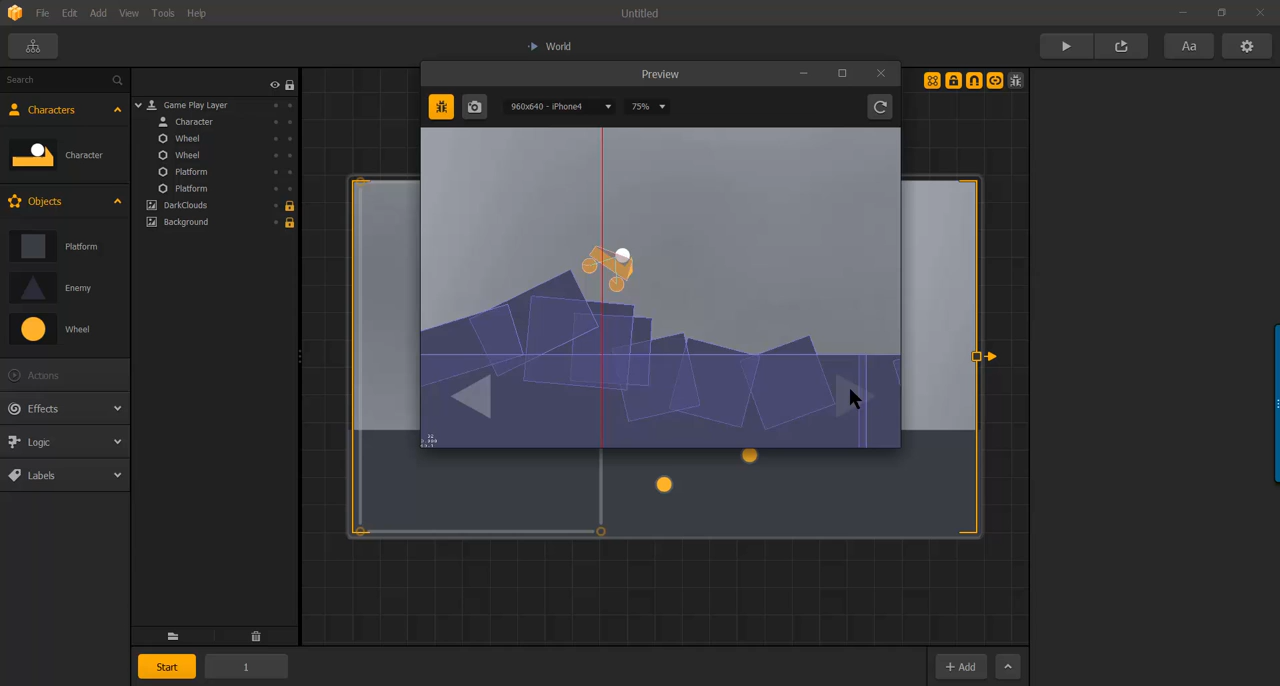 File Edit Add View Tools Help
Untitled
World
Aa
Search
Characters
Character
Objects
Platform
Enemy
Wheel
Actions
Effects
Logic
Labels
Game Play Layer
Character
Wheel
Wheel
Platform
Platform
DarkClouds
Background
Preview
960x640 - iPhone4
75%
Start
1
+ Add